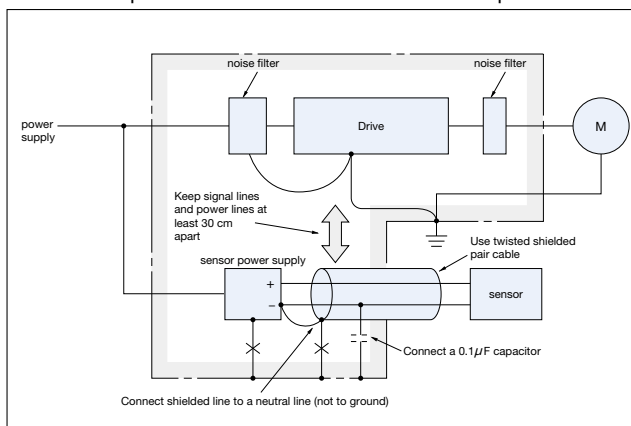 noise filter
noise filter
power
supply
Drive
M
Keep signal lines
and power lines at
least 30 cm
apart
Use twisted shielded
pair cable
sensor power supply
+
−
sensor
Connect a 0.1µF capacitor
Connect shielded line to a neutral line (not to ground)